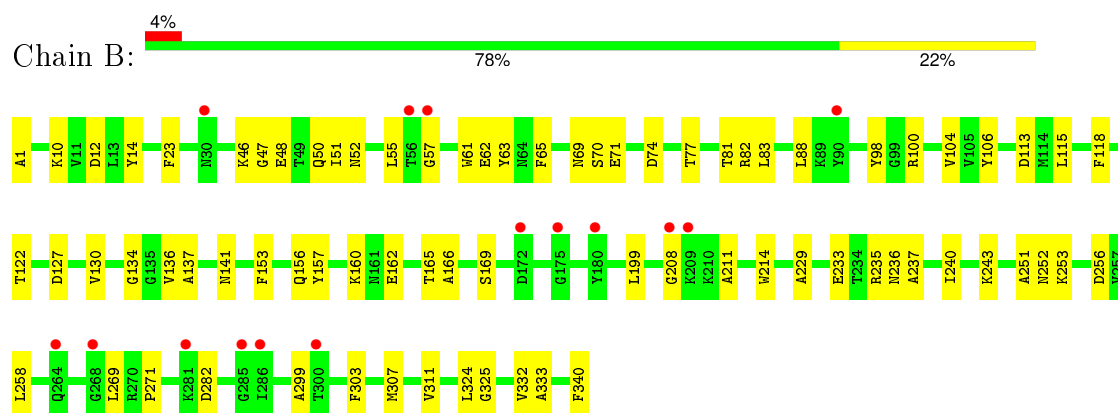 4%
Chain B:
78% 22%
A1 K10 V11 D12 L13 Y14 F23 N30 K46 G47 E48 T49 Q50 I51 N52 L55 T56 G57 W61 E62 Y63 N64 F65 N69 S70 E71 D74 T77 T81 R82 L83 L88 K89 Y90 Y98 G99 R100 V104 V105 Y106 D113 M114 L115 F118
T122 D127 V130 G134 G135 V136 A137 N141 F153 Q156 Y157 K160 N161 E162 T165 A166 S169 D172 G175 Y180 L199 G208 K209 K210 A211 W214 A229 E233 T234 R235 N236 A237 I240 K243 A251 N252 K253 D256 V257
L258 Q264 G268 L269 R270 P271 K281 D282 G285 I286 A299 T300 F303 M307 V311 L324 G325 V332 A333 F340